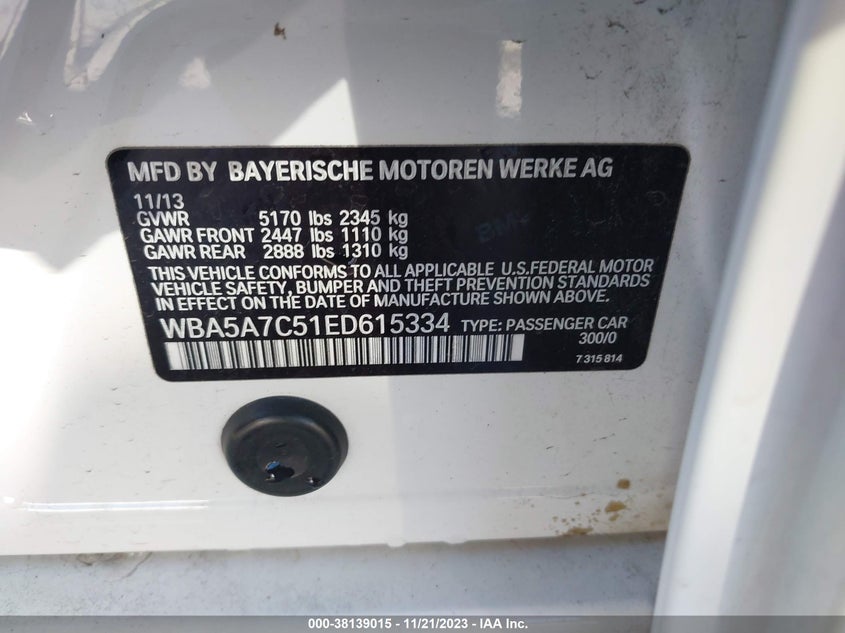 MFD BY BAYERISCHE MOTOREN WERKE AG
11/13
GVWR 5170 lbs 2345 kg
GAWR FRONT 2447 lbs 1110 kg
GAWR REAR 2888 lbs 1310 kg
THIS VEHICLE CONFORMS TO ALL APPLICABLE U.S.FEDERAL MOTOR
VEHICLE SAFETY, BUMPER AND THEFT PREVENTION STANDARDS
IN EFFECT ON THE DATE OF MANUFACTURE SHOWN ABOVE.
WBA5A7C51ED615334 TYPE: PASSENGER CAR
300/0
7 315 814
000-38139015 - 11/21/2023 - IAA Inc.